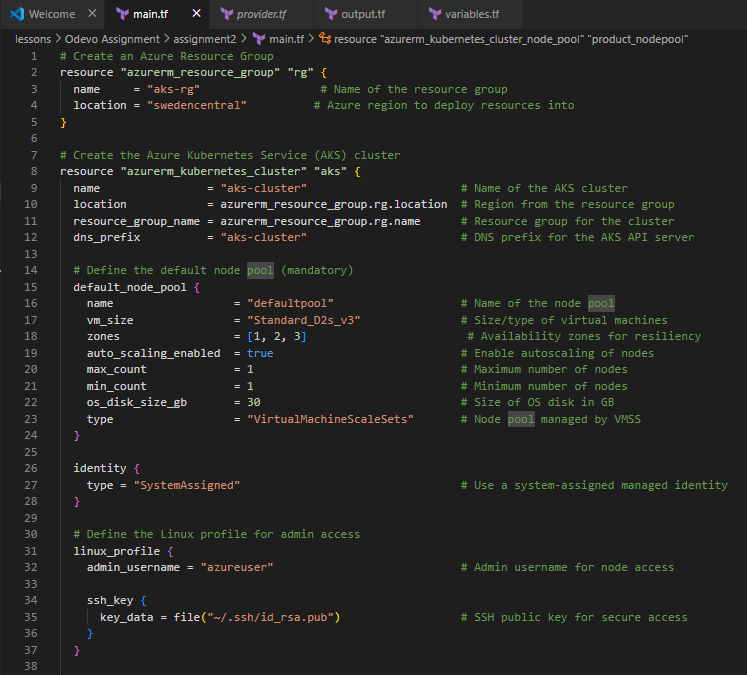 Welcome
main.tf
provider.tf
output.tf
variables.tf
lessons > Odevo Assignment > assignment2 > main.tf > resource "azurerm_kubernetes_cluster_node_pool" "product_nodepool"
1 # Create an Azure Resource Group
2 resource "azurerm_resource_group" "rg" {
3 name = "aks-rg" # Name of the resource group
4 location = "swedencentral" # Azure region to deploy resources into
5 }
6
7 # Create the Azure Kubernetes Service (AKS) cluster
8 resource "azurerm_kubernetes_cluster" "aks" {
9 name = "aks-cluster" # Name of the AKS cluster
10 location = azurerm_resource_group.rg.location # Region from the resource group
11 resource_group_name = azurerm_resource_group.rg.name # Resource group for the cluster
12 dns_prefix = "aks-cluster" # DNS prefix for the AKS API server
13
14 # Define the default node pool (mandatory)
15 default_node_pool {
16 name = "defaultpool" # Name of the node pool
17 vm_size = "Standard_D2s_v3" # Size/type of virtual machines
18 zones = [1, 2, 3] # Availability zones for resiliency
19 auto_scaling_enabled = true # Enable autoscaling of nodes
20 max_count = 1 # Maximum number of nodes
21 min_count = 1 # Minimum number of nodes
22 os_disk_size_gb = 30 # Size of OS disk in GB
23 type = "VirtualMachineScaleSets" # Node pool managed by VMSS
24 }
25
26 identity {
27 type = "SystemAssigned" # Use a system-assigned managed identity
28 }
29
30 # Define the Linux profile for admin access
31 linux_profile {
32 admin_username = "azureuser" # Admin username for node access
33
34 ssh_key {
35 key_data = file("~/.ssh/id_rsa.pub") # SSH public key for secure access
36 }
37 }
38